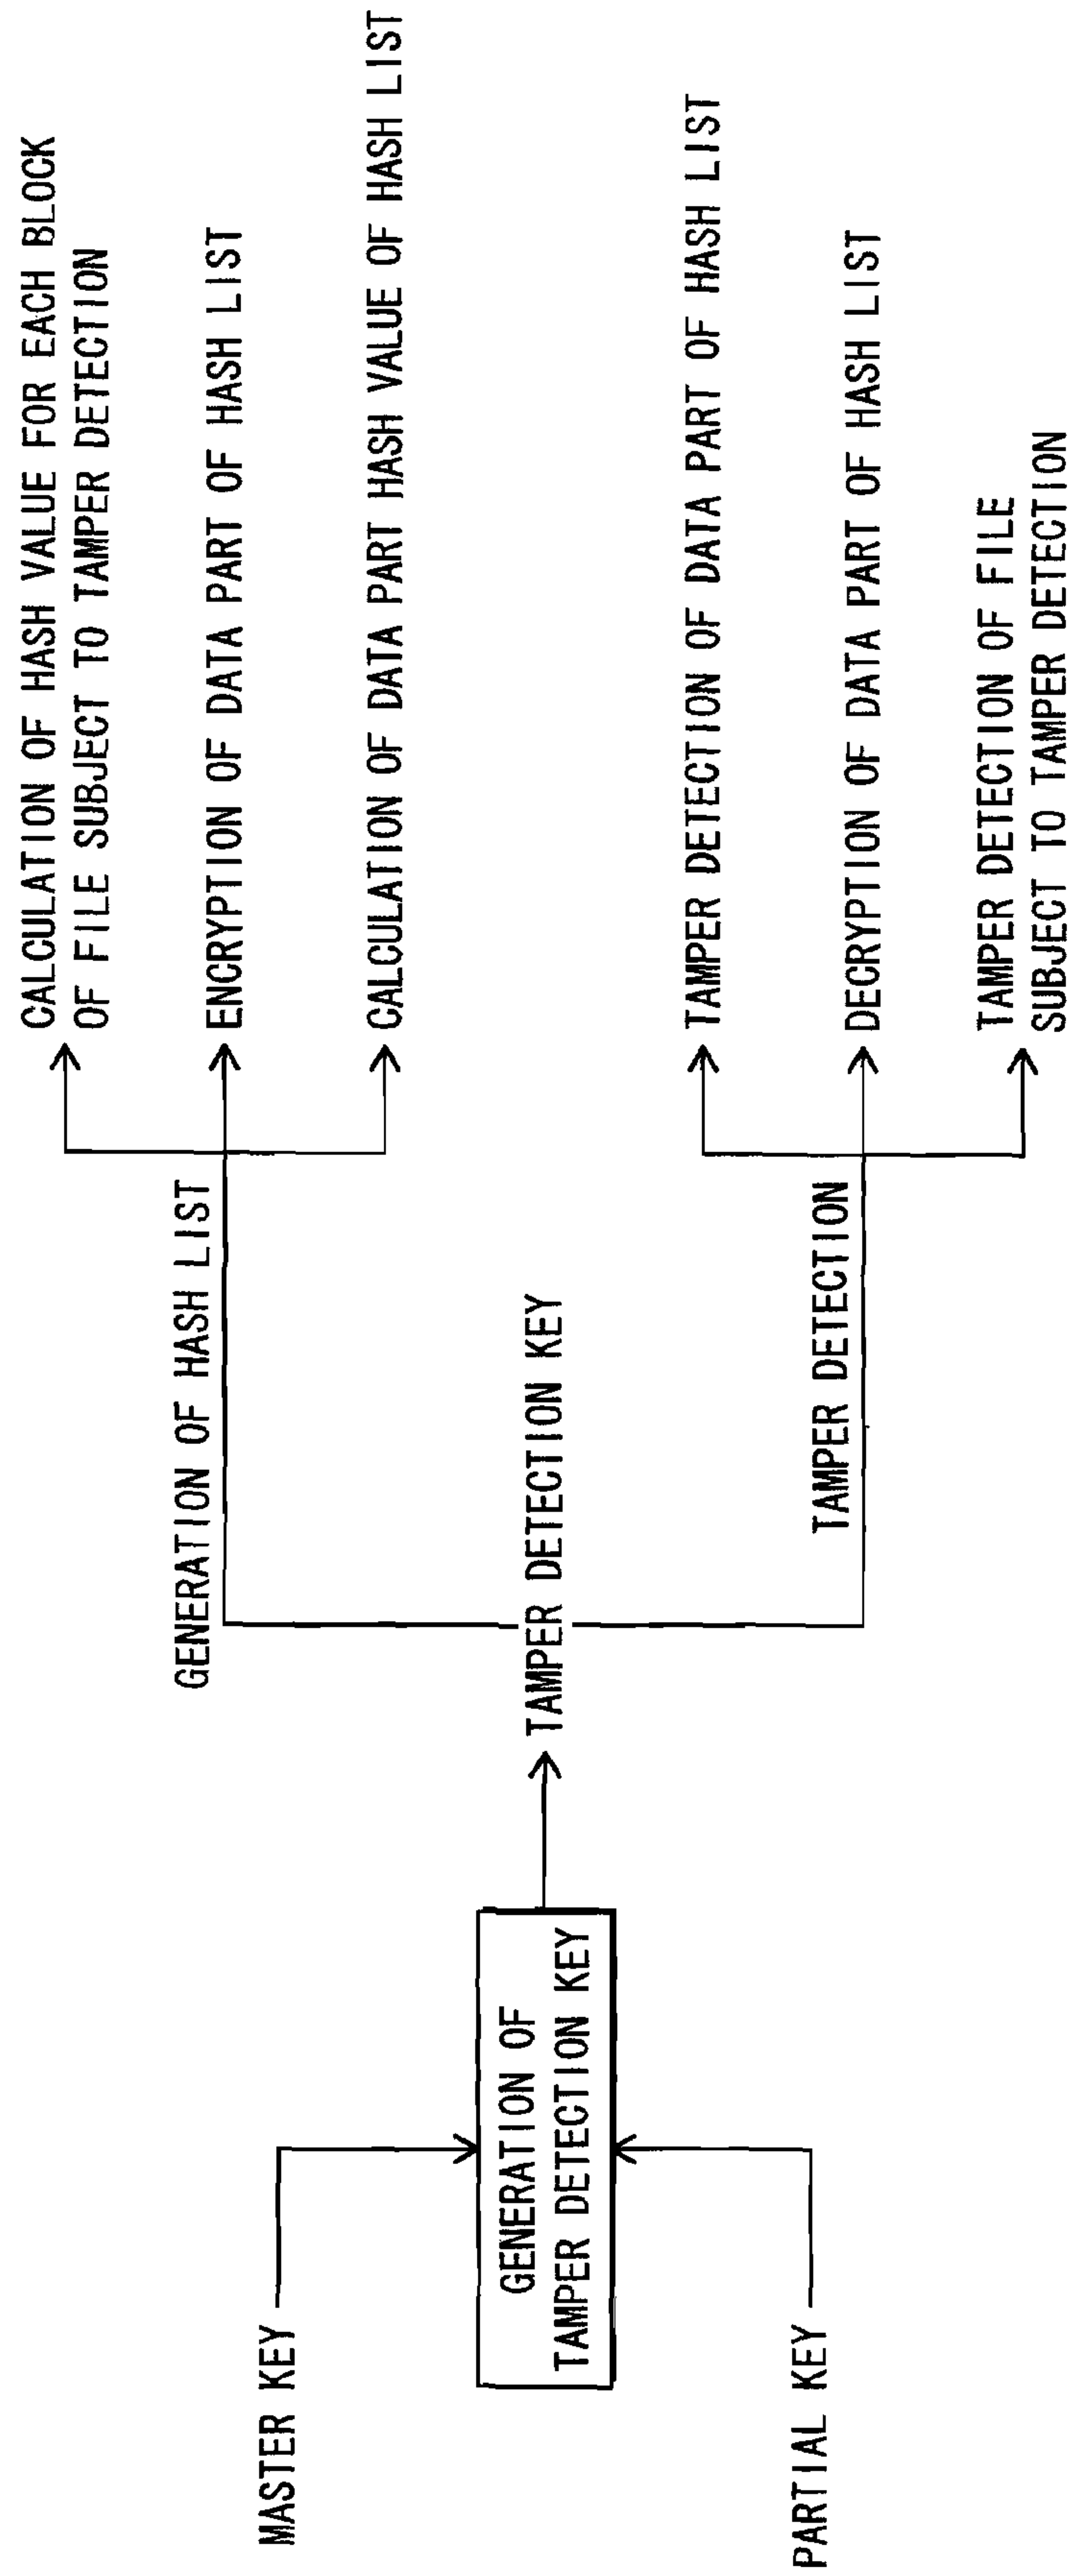 MASTER KEY
PARTIAL KEY
GENERATION OF
TAMPER DETECTION KEY
TAMPER DETECTION KEY
GENERATION OF HASH LIST
CALCULATION OF HASH VALUE FOR EACH BLOCK
OF FILE SUBJECT TO TAMPER DETECTION
ENCRYPTION OF DATA PART OF HASH LIST
CALCULATION OF DATA PART HASH VALUE OF HASH LIST
TAMPER DETECTION
TAMPER DETECTION OF DATA PART OF HASH LIST
DECRYPTION OF DATA PART OF HASH LIST
TAMPER DETECTION OF FILE
SUBJECT TO TAMPER DETECTION